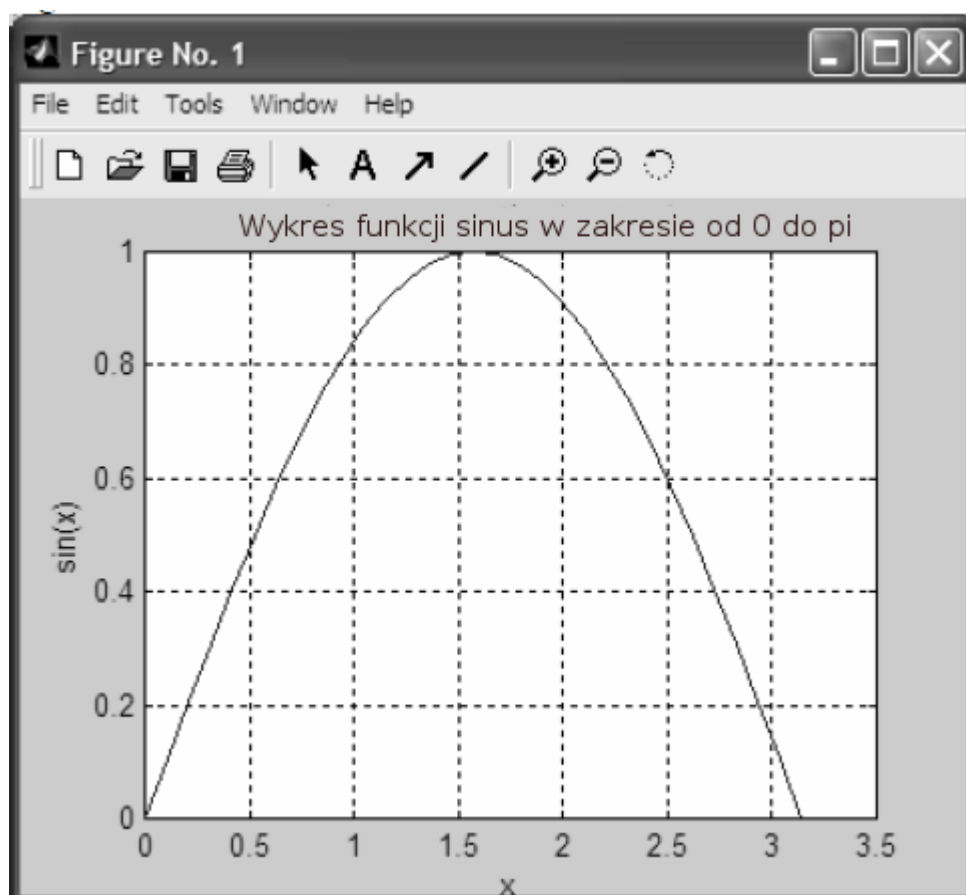 Figure No. 1
File Edit Tools Window Help
A
Wykres funkcji sinus w zakresie od 0 do pi
1
0.8
0.6
sin(x)
0.4
0.2
0
0 0.5 1 1.5 2 2.5 3 3.5
x